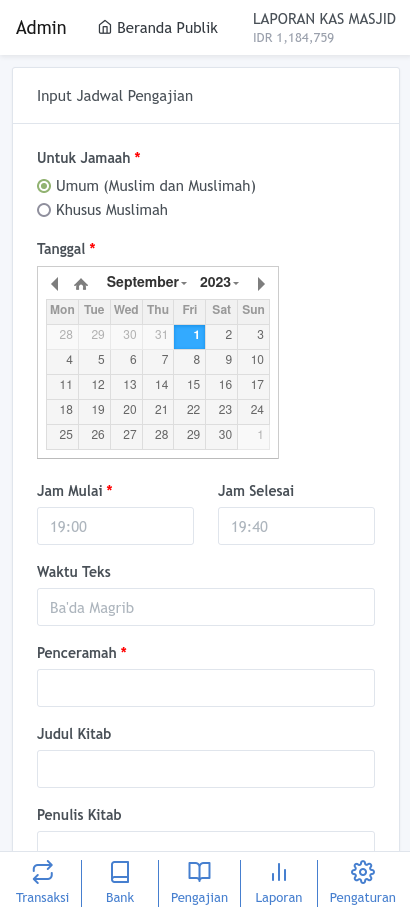 Admin Beranda Publik LAPORAN KAS MASJID
IDR 1,184,759
Input Jadwal Pengajian
Untuk Jamaah *
Umum (Muslim dan Muslimah)
Khusus Muslimah
Tanggal *
September 2023
Mon Tue Wed Thu Fri Sat Sun
28 29 30 31 1 2 3
4 5 6 7 8 9 10
11 12 13 14 15 16 17
18 19 20 21 22 23 24
25 26 27 28 29 30 1
Jam Mulai * Jam Selesai
19:00 19:40
Waktu Teks
Ba'da Magrib
Penceramah *
Judul Kitab
Penulis Kitab
Transaksi Bank Pengajian Laporan Pengaturan